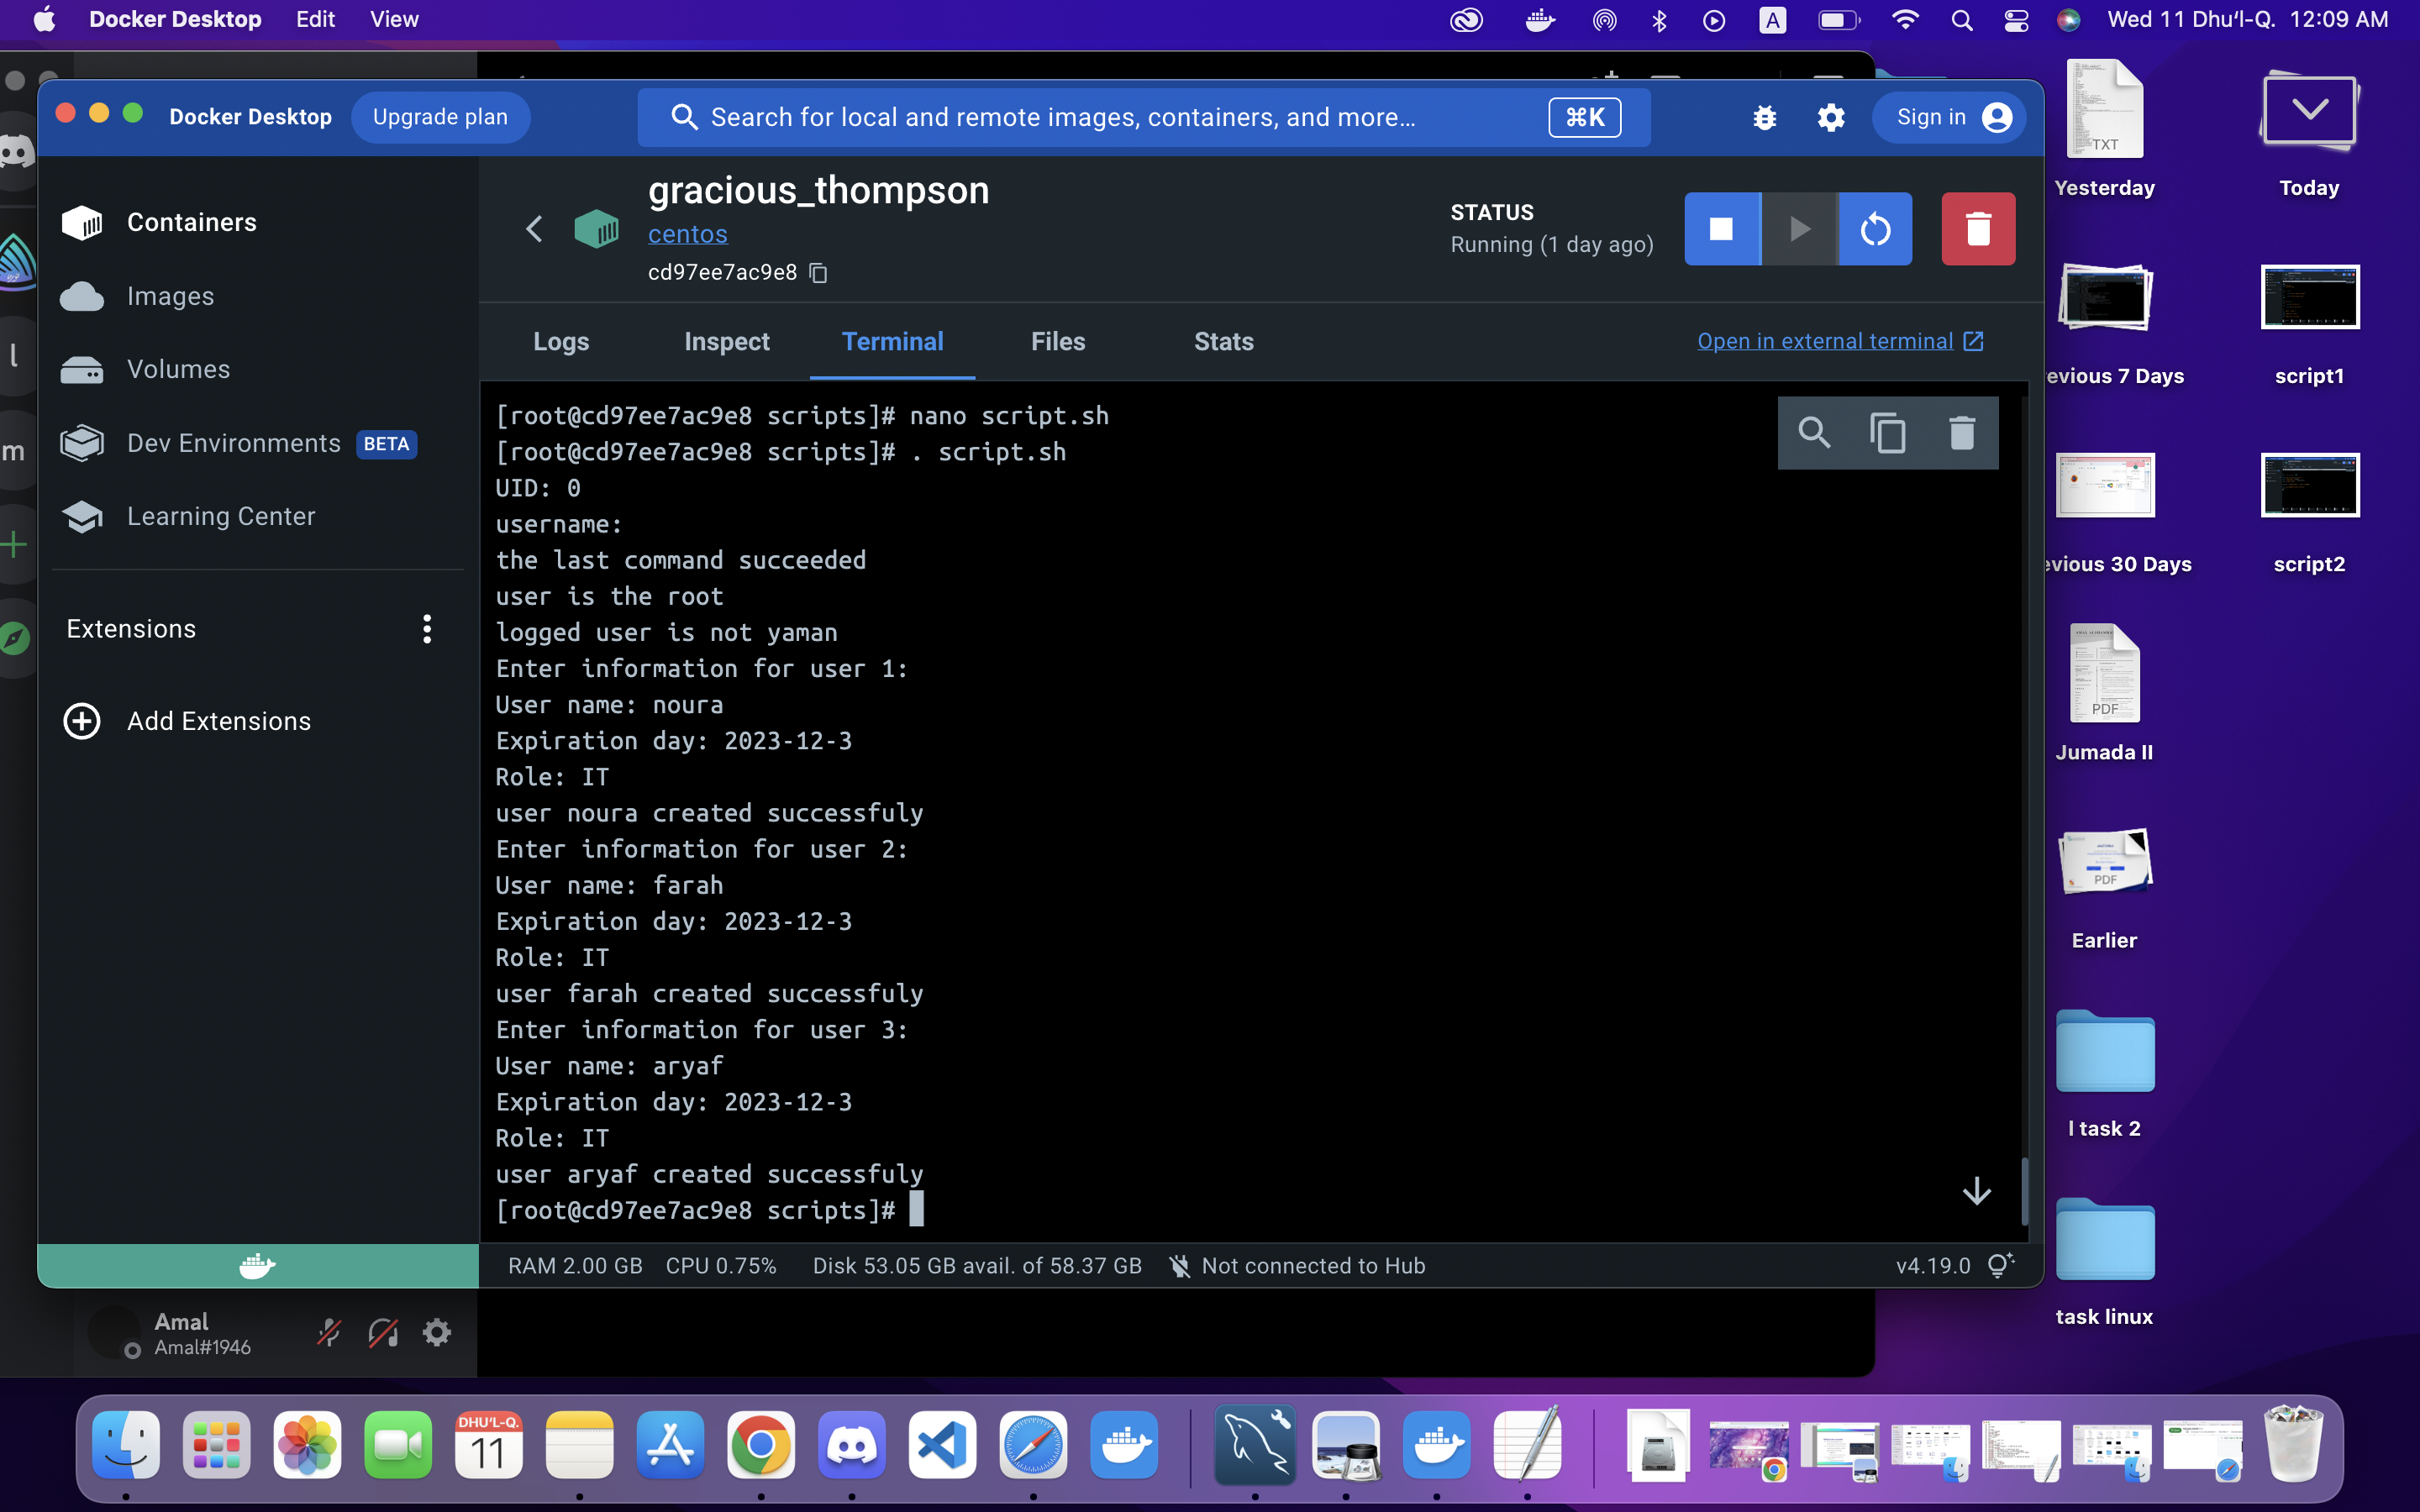 Docker Desktop Edit View
A Wed 11 Dhuʻl-Q. 12:09 AM
Docker Desktop Upgrade plan Search for local and remote images, containers, and more... ⌘K Sign in
Containers
Images
Volumes
Dev Environments BETA
Learning Center
Extensions
Add Extensions
l
m
gracious_thompson
centos
cd97ee7ac9e8
STATUS
Running (1 day ago)
Logs Inspect Terminal Files Stats Open in external terminal
[root@cd97ee7ac9e8 scripts]# nano script.sh
[root@cd97ee7ac9e8 scripts]# . script.sh
UID: 0
username:
the last command succeeded
user is the root
logged user is not yaman
Enter information for user 1:
User name: noura
Expiration day: 2023-12-3
Role: IT
user noura created successfuly
Enter information for user 2:
User name: farah
Expiration day: 2023-12-3
Role: IT
user farah created successfuly
Enter information for user 3:
User name: aryaf
Expiration day: 2023-12-3
Role: IT
user aryaf created successfuly
[root@cd97ee7ac9e8 scripts]#
RAM 2.00 GB CPU 0.75% Disk 53.05 GB avail. of 58.37 GB Not connected to Hub v4.19.0
Amal
Amal#1946
TXT
Yesterday Today
evious 7 Days script1
evious 30 Days script2
PDF
Jumada II
PDF
Earlier
l task 2
task linux
DHUʻL-Q.
11